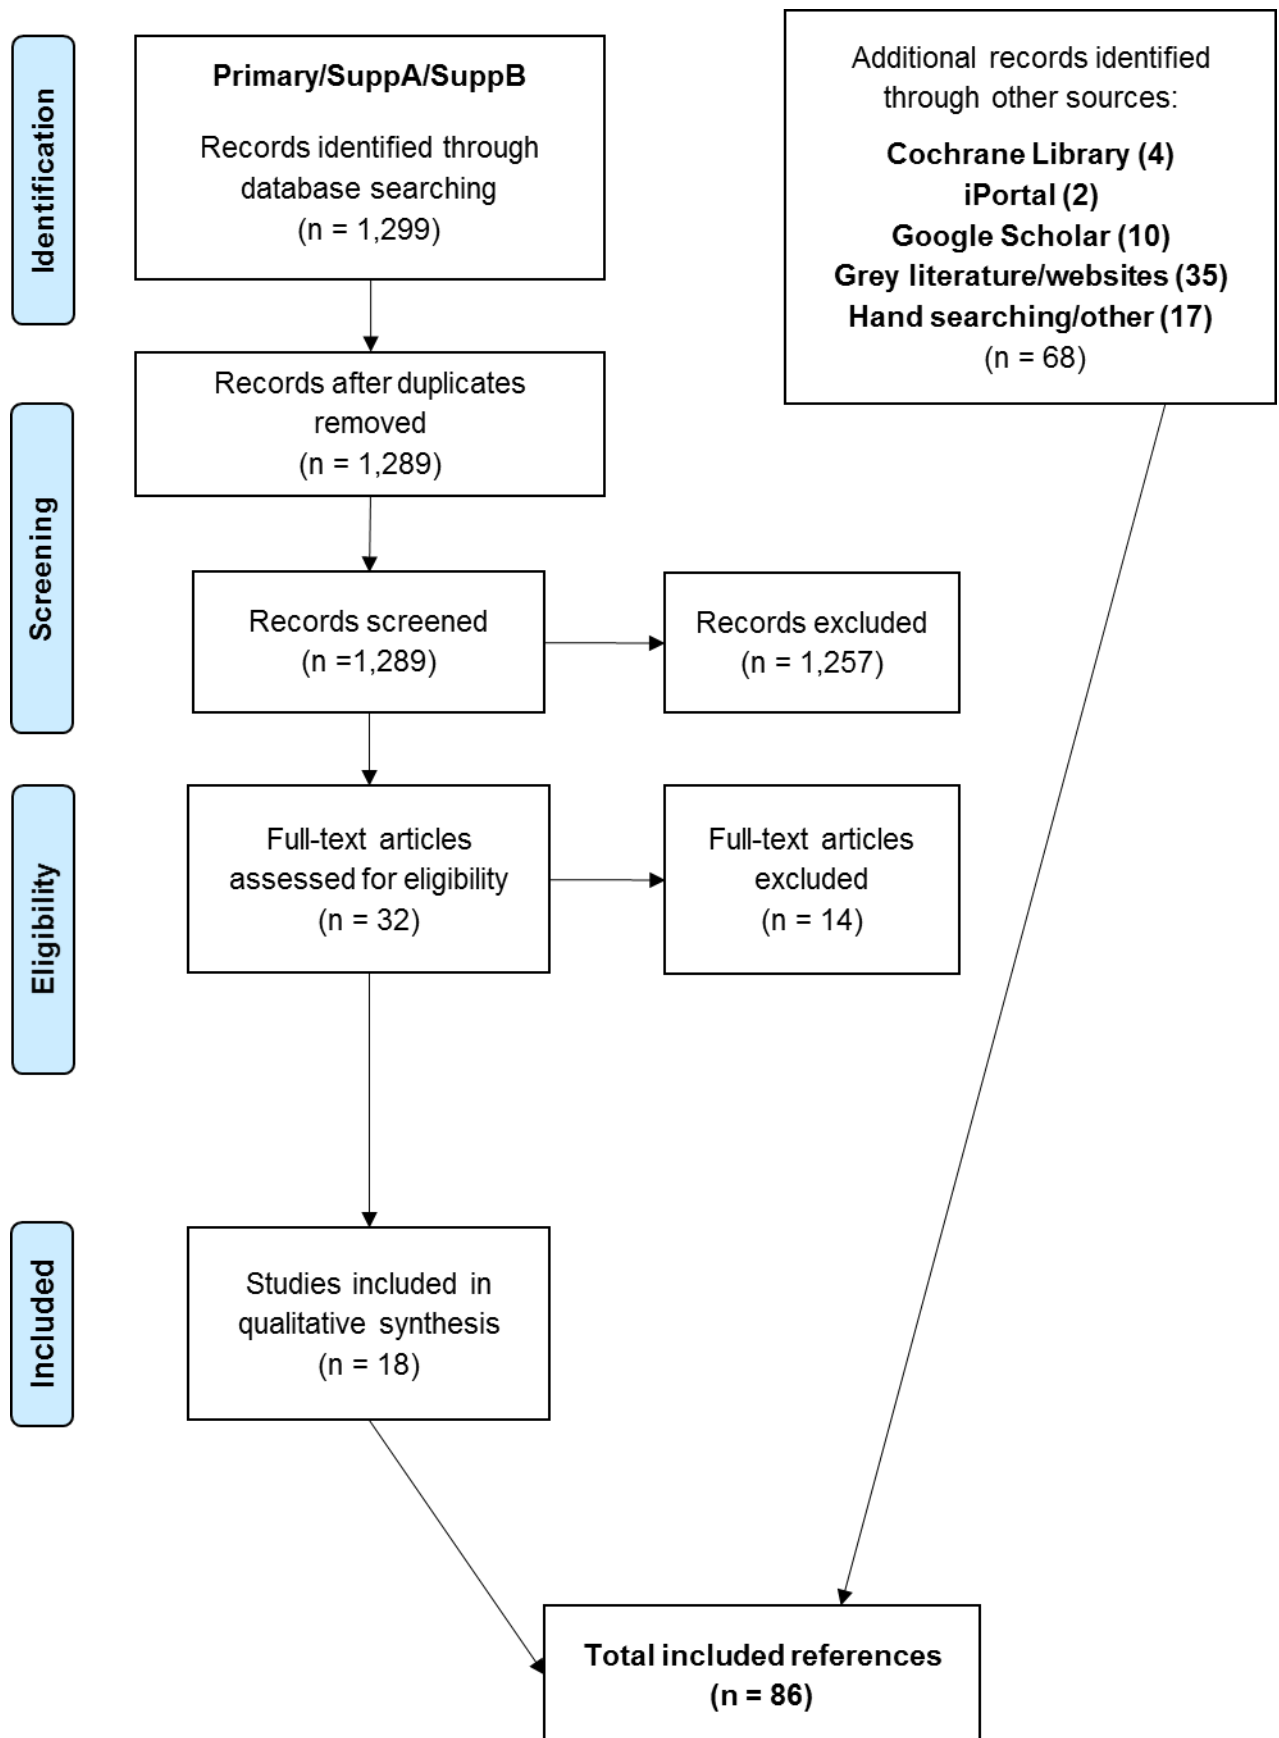 Identification
Primary/SuppA/SuppB
Records identified through
database searching
(n = 1,299)
Additional records identified
through other sources:
Cochrane Library (4)
iPortal (2)
Google Scholar (10)
Grey literature/websites (35)
Hand searching/other (17)
(n = 68)
Screening
Records after duplicates
removed
(n = 1,289)
Records screened
(n =1,289)
Records excluded
(n = 1,257)
Eligibility
Full-text articles
assessed for eligibility
(n = 32)
Full-text articles
excluded
(n = 14)
Included
Studies included in
qualitative synthesis
(n = 18)
Total included references
(n = 86)